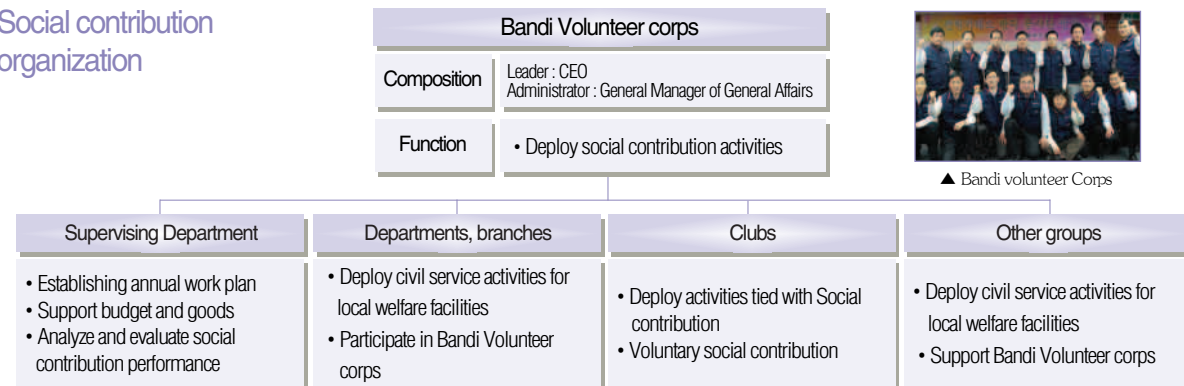 Social contribution
organization
Bandi Volunteer corps
Composition
Leader : CEO
Administrator : General Manager of General Affairs
Function
• Deploy social contribution activities
▲ Bandi volunteer Corps
Supervising Department
• Establishing annual work plan
• Support budget and goods
• Analyze and evaluate social
contribution performance
Departments, branches
• Deploy civil service activities for
local welfare facilities
• Participate in Bandi Volunteer
corps
Clubs
• Deploy activities tied with Social
contribution
• Voluntary social contribution
Other groups
• Deploy civil service activities for
local welfare facilities
• Support Bandi Volunteer corps